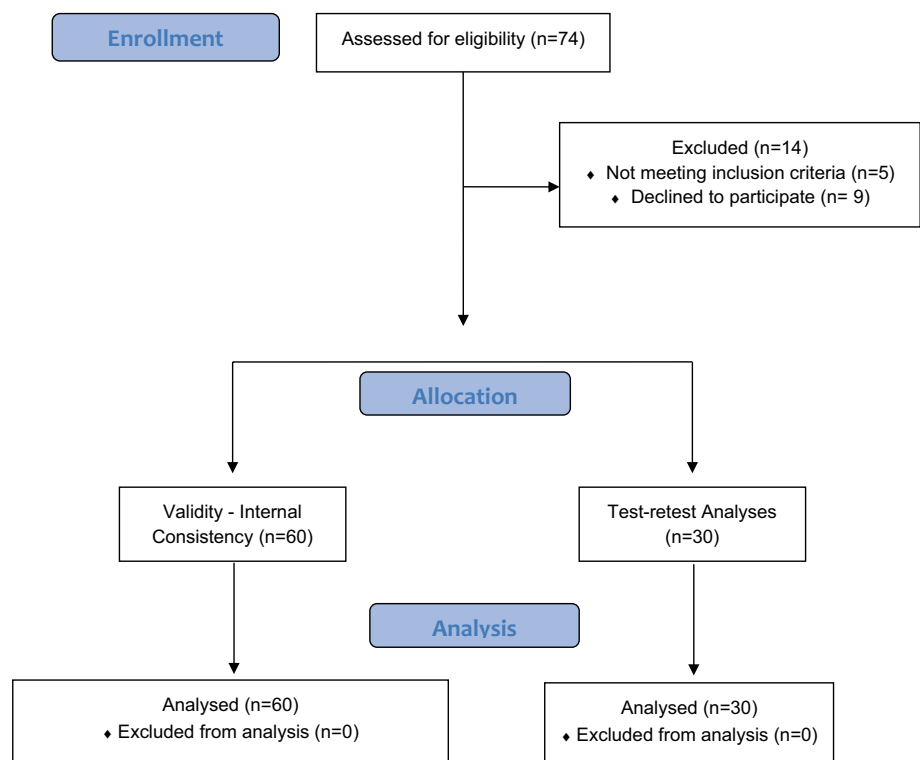 Enrollment
Assessed for eligibility (n=74)
Excluded (n=14)
♦ Not meeting inclusion criteria (n=5)
♦ Declined to participate (n= 9)
Allocation
Validity - Internal
Consistency (n=60)
Test-retest Analyses
(n=30)
Analysis
Analysed (n=60)
♦ Excluded from analysis (n=0)
Analysed (n=30)
♦ Excluded from analysis (n=0)